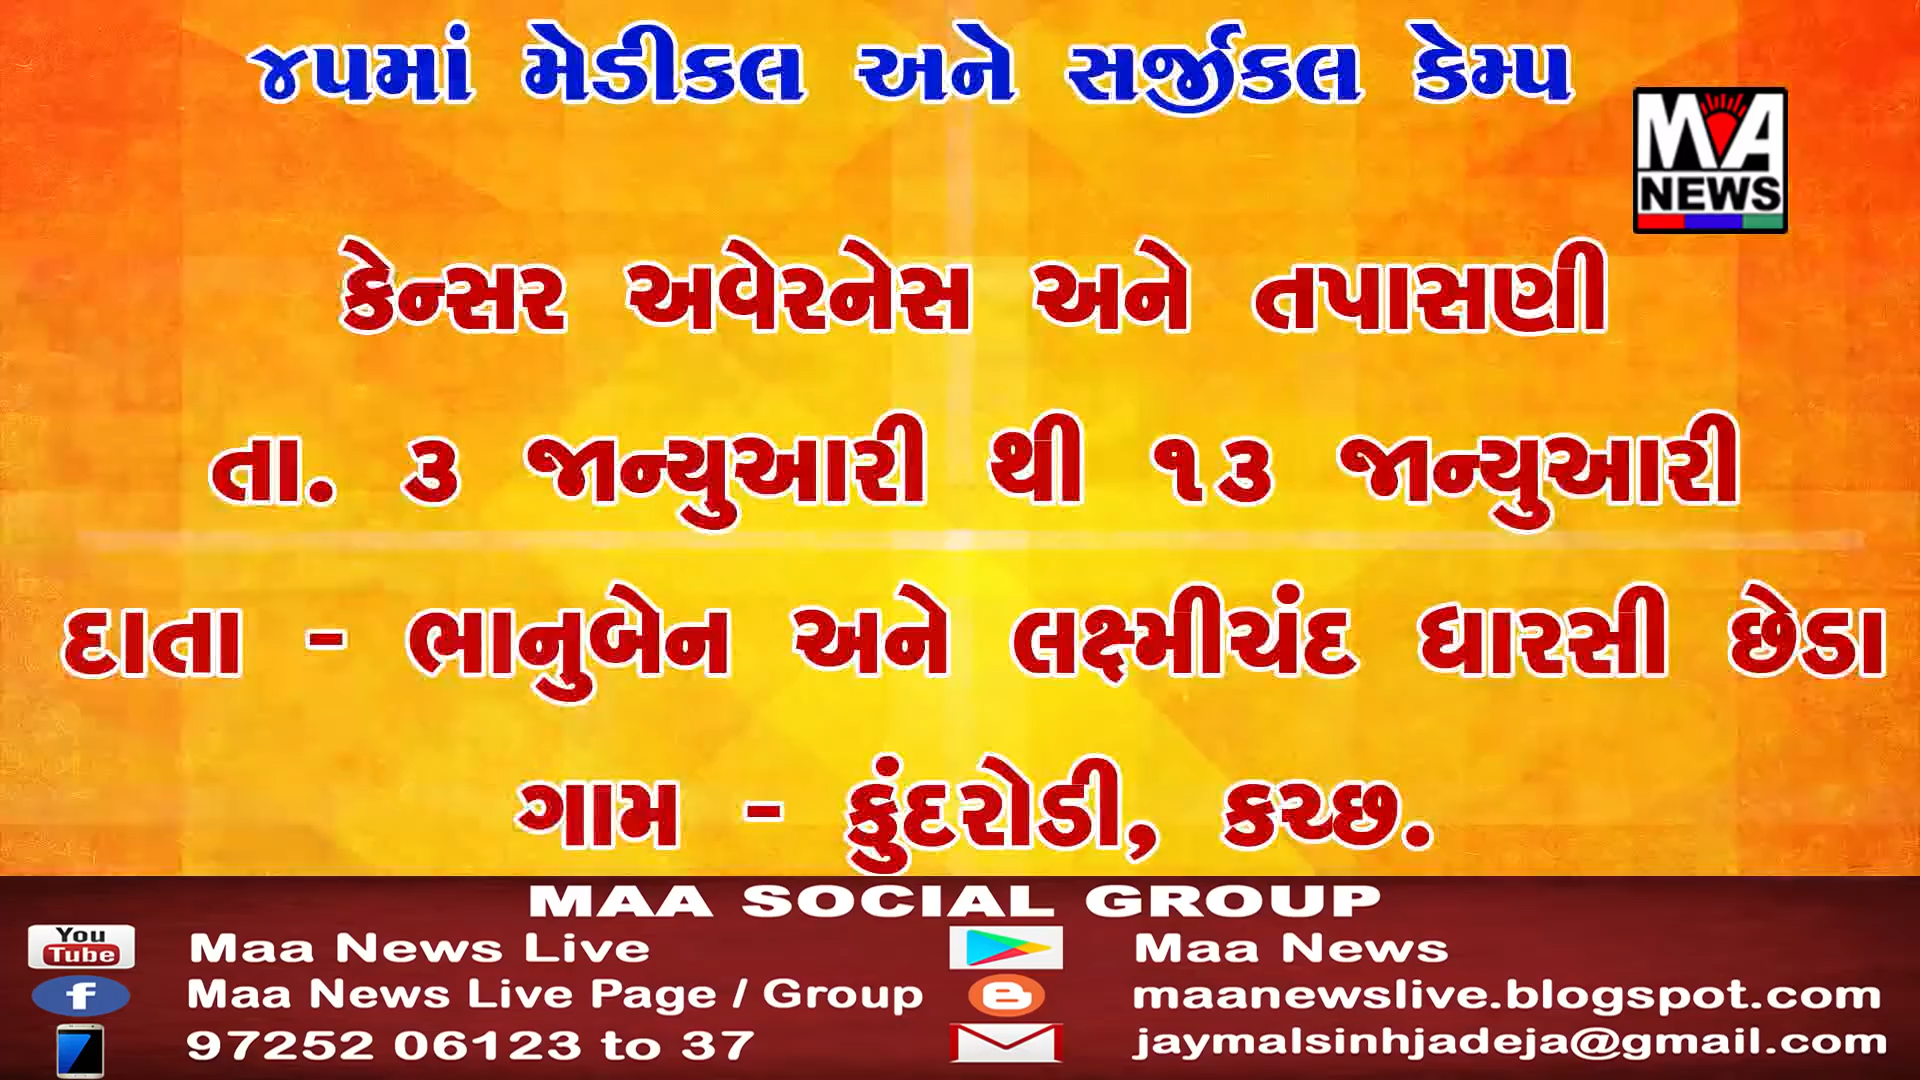 ૪૫માં મેડીકલ અને સર્જીકલ કેમ્પ
MAA
NEWS
કેન્સર અવેરનેસ અને તપાસણી
તા. ૩ જાન્યુઆરી થી ૧૩ જાન્યુઆરી
દાતા - ભાનુબેન અને લક્ષ્મીચંદ ધારસી છેડા
ગામ - કુંદરોડી, કચ્છ.
MAA SOCIAL GROUP
You Tube Maa News Live
Maa News
f Maa News Live Page / Group
maanewslive.blogspot.com
97252 06123 to 37
jaymalsinhjadeja@gmail.com